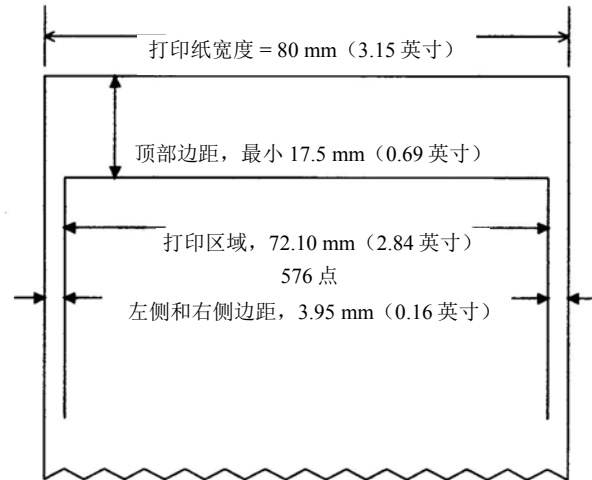 打印纸宽度 = 80 mm（3.15 英寸）
顶部边距，最小 17.5 mm（0.69 英寸）
打印区域，72.10 mm（2.84 英寸）
576 点
左侧和右侧边距，3.95 mm（0.16 英寸）